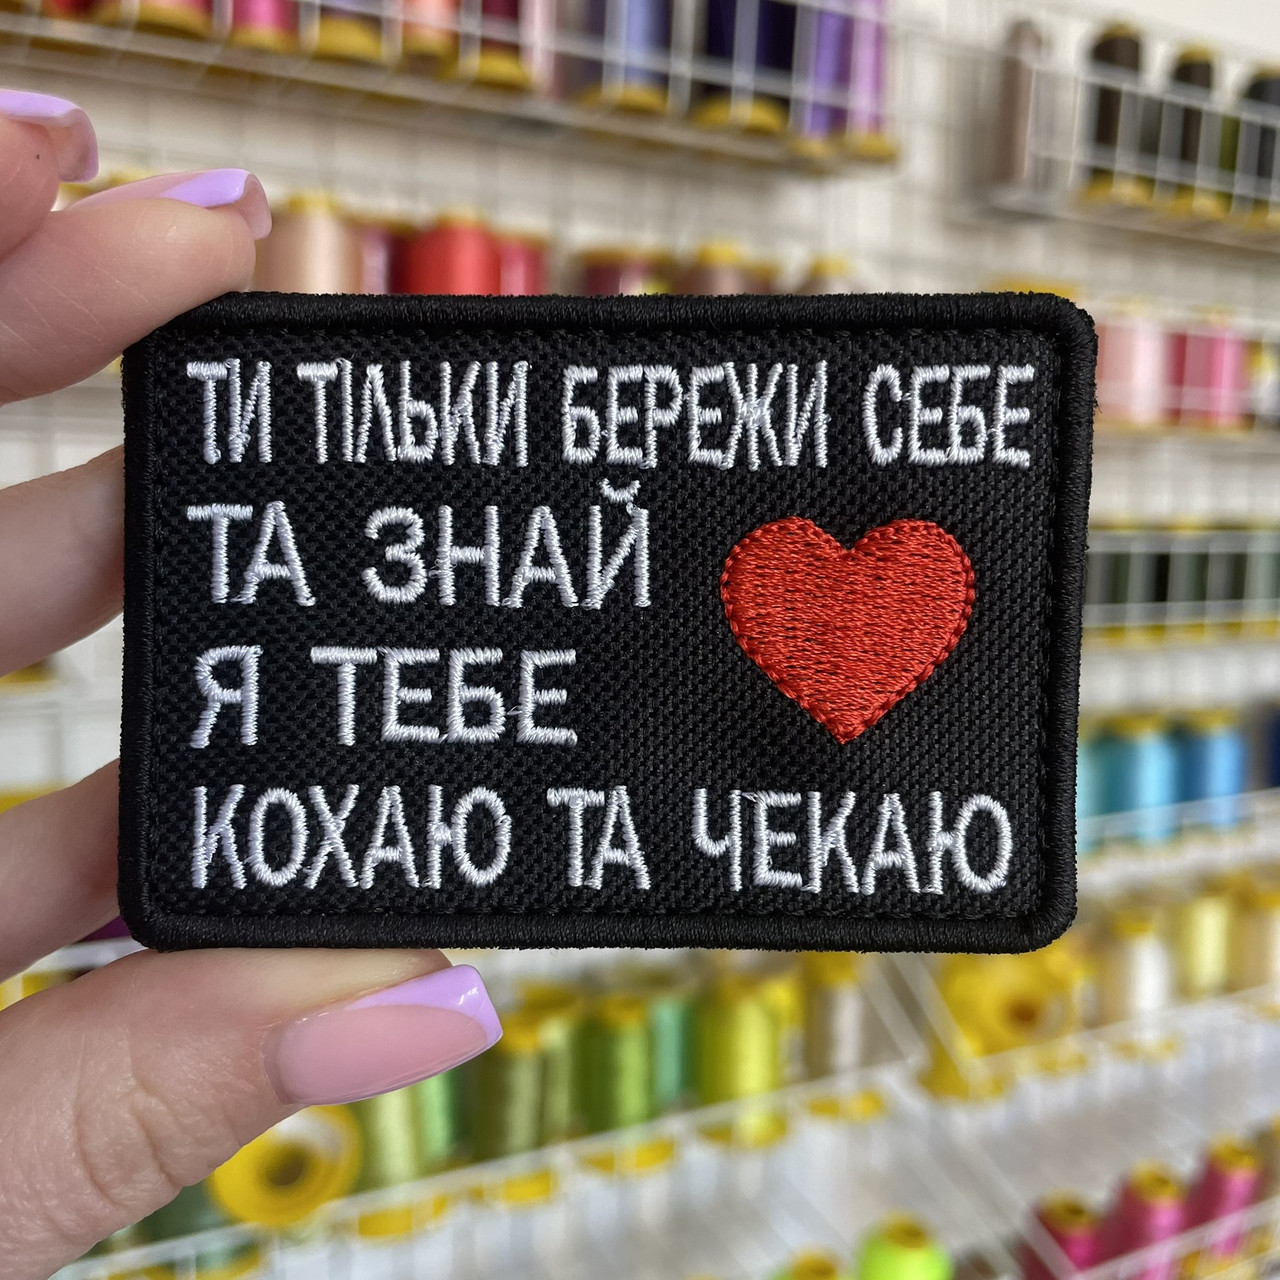 ТИ ТІЛЬКИ БЕРЕЖИ СЕБЕ
ТА ЗНАЙ
Я ТЕБЕ
КОХАЮ ТА ЧЕКАЮ